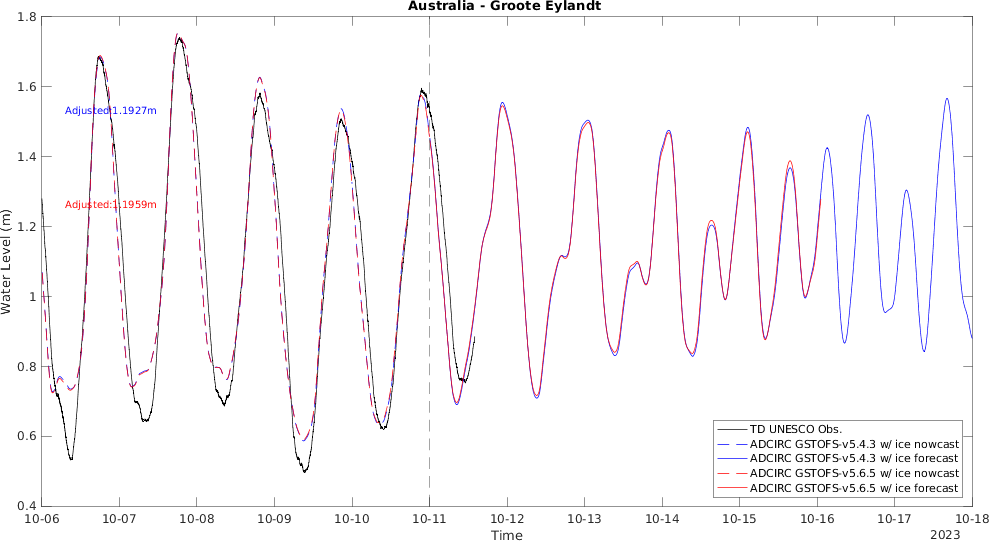 Australia - Groote Eylandt
1.8
1.6
1.4
1.2
1
0.8
0.6
0.4
Water Level (m)
Adjusted:1.1927m
Adjusted:1.1959m
TD UNESCO Obs.
ADCIRC GSTOFS-v5.4.3 w/ ice nowcast
ADCIRC GSTOFS-v5.4.3 w/ ice forecast
ADCIRC GSTOFS-v5.6.5 w/ ice nowcast
ADCIRC GSTOFS-v5.6.5 w/ ice forecast
10-06 10-07 10-08 10-09 10-10 10-11 10-12 10-13 10-14 10-15 10-16 10-17 10-18
Time
2023